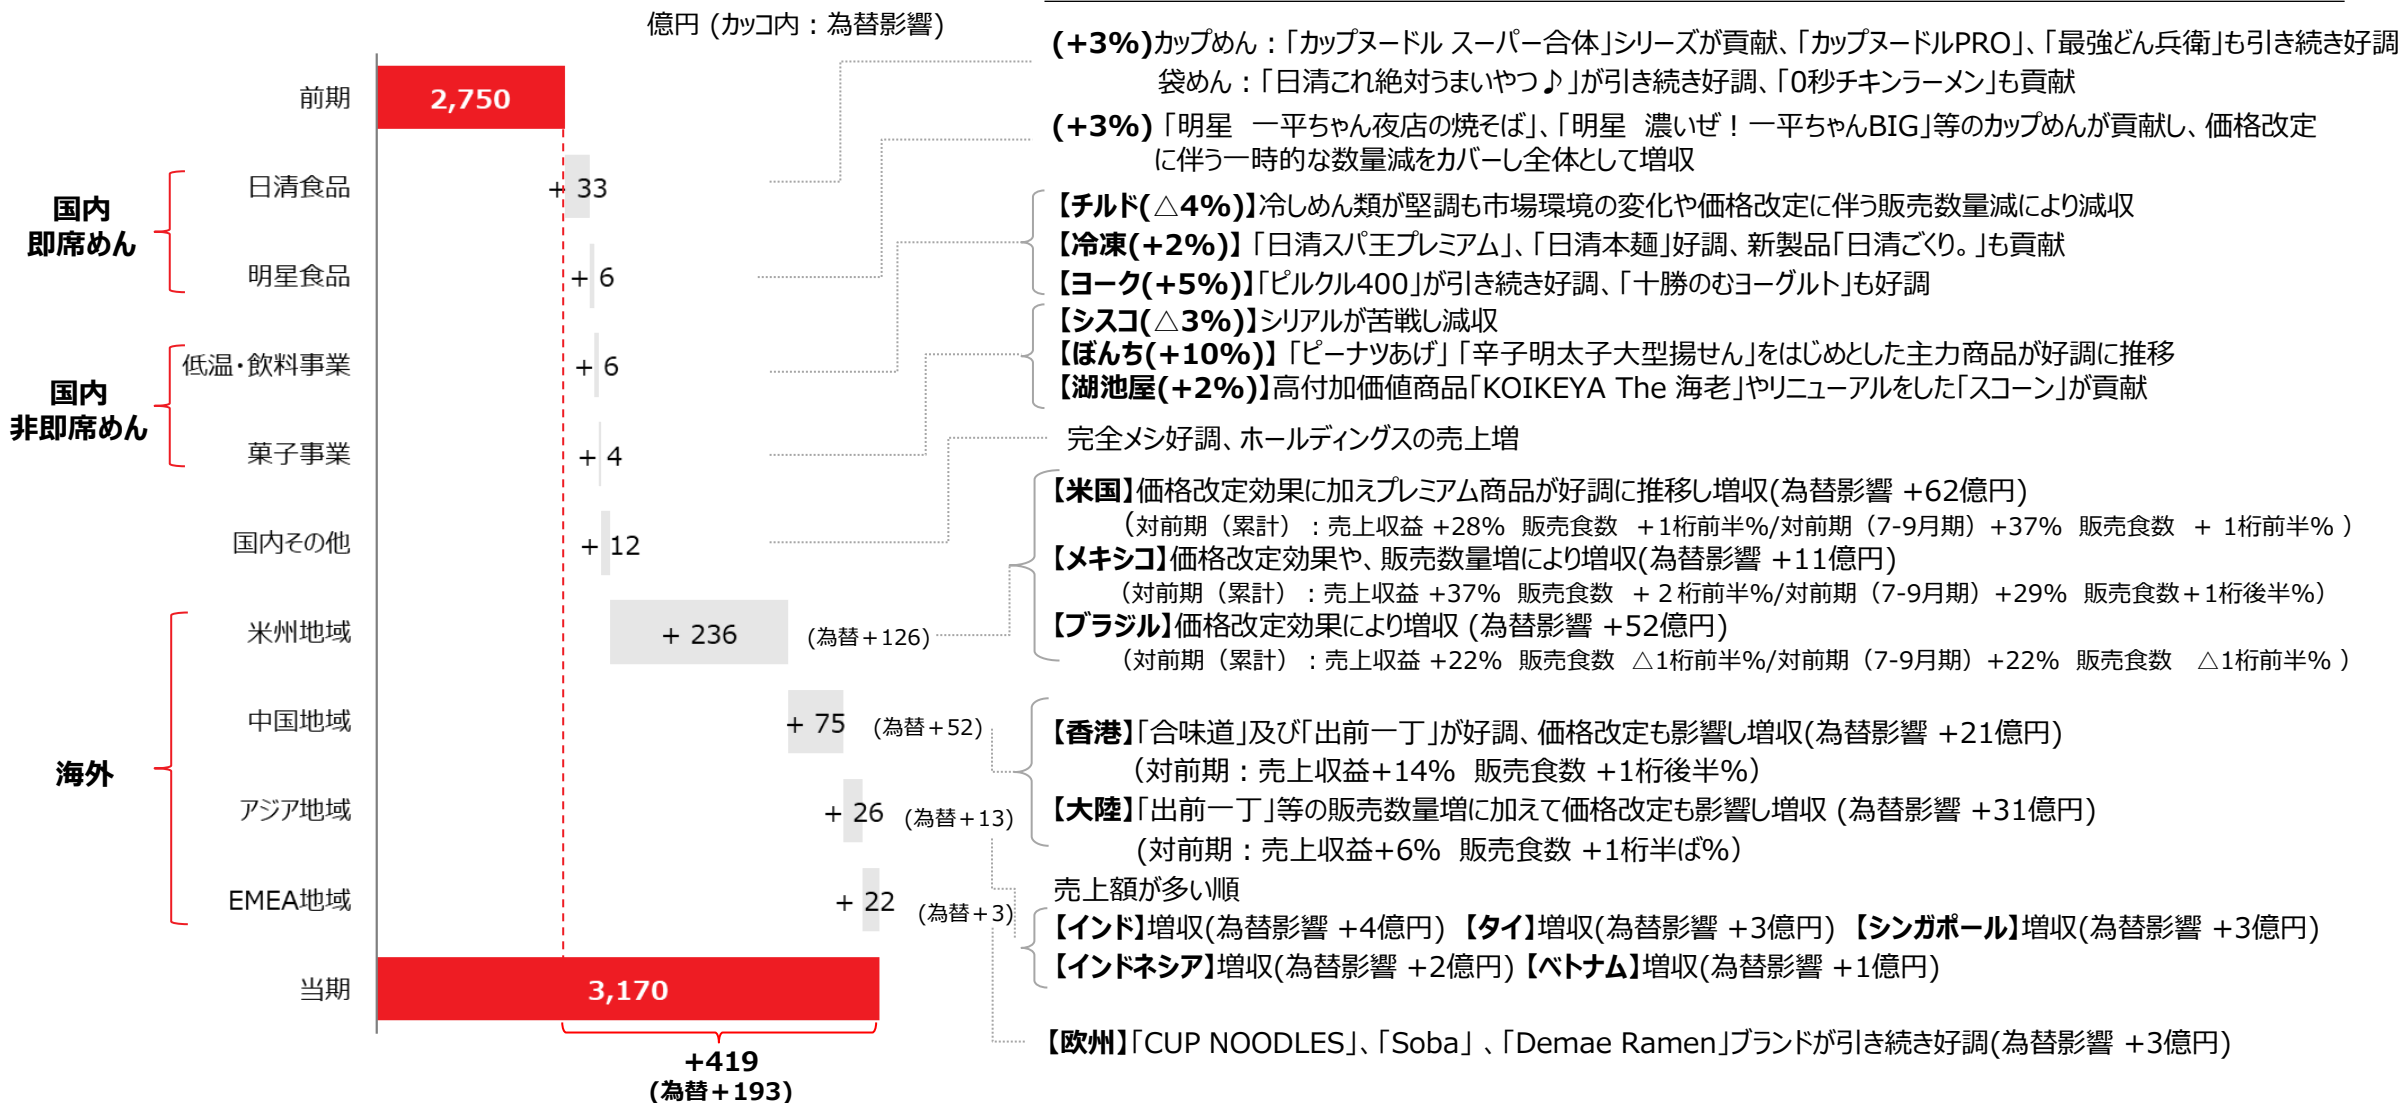 億円 (カッコ内：為替影響)
前期
2,750
国内
即席めん
日清食品
+ 33
明星食品
+ 6
国内
非即席めん
低温・飲料事業
+ 6
菓子事業
+ 4
国内その他
+ 12
海外
米州地域
+ 236
(為替＋126)
中国地域
+ 75
(為替＋52)
アジア地域
+ 26
(為替＋13)
EMEA地域
+ 22
(為替＋3)
当期
3,170
+419
(為替＋193)
(+3%)カップめん：「カップヌードル スーパー合体」シリーズが貢献、「カップヌードルPRO」、「最強どん兵衛」も引き続き好調
袋めん：「日清これ絶対うまいやつ♪」が引き続き好調、「0秒チキンラーメン」も貢献
(+3%)「明星　一平ちゃん夜店の焼そば」、「明星　濃いぜ！一平ちゃんBIG」等のカップめんが貢献し、価格改定
に伴う一時的な数量減をカバーし全体として増収
【チルド(△4%)】冷しめん類が堅調も市場環境の変化や価格改定に伴う販売数量減により減収
【冷凍(+2%)】「日清スパ王プレミアム」、「日清本麺」好調、新製品「日清ごくり。」も貢献
【ヨーク(+5%)】「ピルクル400」が引き続き好調、「十勝のむヨーグルト」も好調
【シスコ(△3%)】シリアルが苦戦し減収
【ぼんち(+10%)】「ピーナツあげ」「辛子明太子大型揚せん」をはじめとした主力商品が好調に推移
【湖池屋(+2%)】高付加価値商品「KOIKEYA The 海老」やリニューアルをした「スコーン」が貢献
完全メシ好調、ホールディングスの売上増
【米国】価格改定効果に加えプレミアム商品が好調に推移し増収(為替影響 +62億円)
（対前期（累計）：売上収益 +28% 販売食数 ＋1桁前半%/対前期（7-9月期）+37% 販売食数 + 1桁前半% ）
【メキシコ】価格改定効果や、販売数量増により増収(為替影響 +11億円)
（対前期（累計）：売上収益 +37% 販売食数 ＋２桁前半%/対前期（7-9月期）+29% 販売食数＋1桁後半%）
【ブラジル】価格改定効果により増収 (為替影響 +52億円)
（対前期（累計）：売上収益 +22% 販売食数 △1桁前半%/対前期（7-9月期）+22% 販売食数 △1桁前半% ）
【香港】「合味道」及び「出前一丁」が好調、価格改定も影響し増収(為替影響 +21億円)
（対前期：売上収益+14% 販売食数 +1桁後半%）
【大陸】「出前一丁」等の販売数量増に加えて価格改定も影響し増収 (為替影響 +31億円)
(対前期：売上収益+6% 販売食数 +1桁半ば%）
売上額が多い順
【インド】増収(為替影響 +4億円) 【タイ】増収(為替影響 +3億円) 【シンガポール】増収(為替影響 +3億円)
【インドネシア】増収(為替影響 +2億円)【ベトナム】増収(為替影響 +1億円)
【欧州】「CUP NOODLES」、「Soba」、「Demae Ramen」ブランドが引き続き好調(為替影響 +3億円)